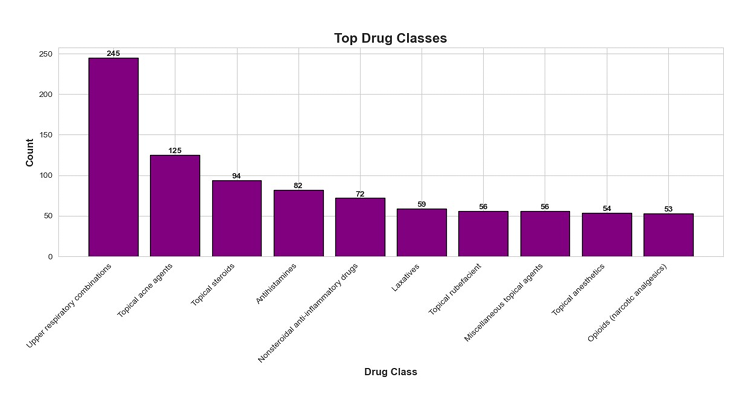 Top Drug Classes
Count
250
200
150
100
50
0
245
125
94
82
72
59
56
56
54
53
Upper respiratory combinations
Topical acne agents
Topical steroids
Antihistamines
Nonsteroidal anti-inflammatory drugs
Laxatives
Topical rubefacient
Miscellaneous topical agents
Topical anesthetics
Opioids (narcotic analgesics)
Drug Class